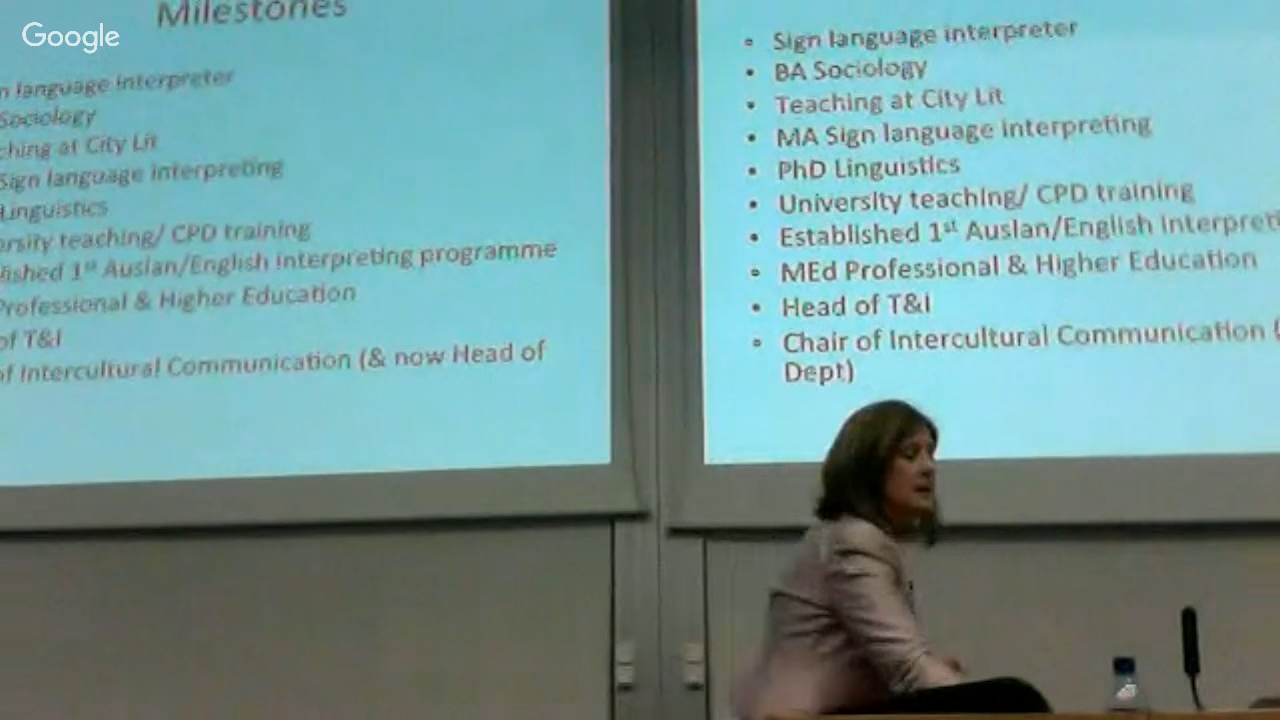 Google
Milestones
n language interpreter
Sociology
ching at City Lit
Sign language interpreting
Linguistics
rsity teaching/ CPD training
lished 1st Auslan/English interpreting programme
Professional & Higher Education
of T&I
of Intercultural Communication (& now Head of
• Sign language interpreter
• BA Sociology
• Teaching at City Lit
• MA Sign language interpreting
• PhD Linguistics
• University teaching/ CPD training
• Established 1st Auslan/English interpret
• MEd Professional & Higher Education
• Head of T&I
• Chair of Intercultural Communication (
Dept)